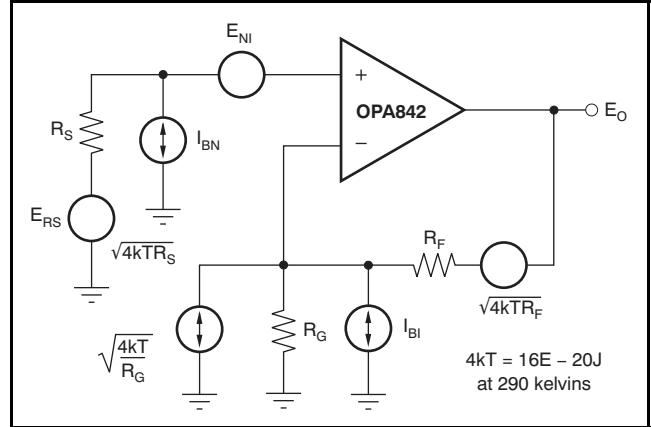 E_NI
+
OPA842
−
E_O
R_S
I_BN
E_RS
√4kTR_S
R_F
√4kTR_F
√4kT/R_G
R_G
I_BI
4kT = 16E – 20J
at 290 kelvins